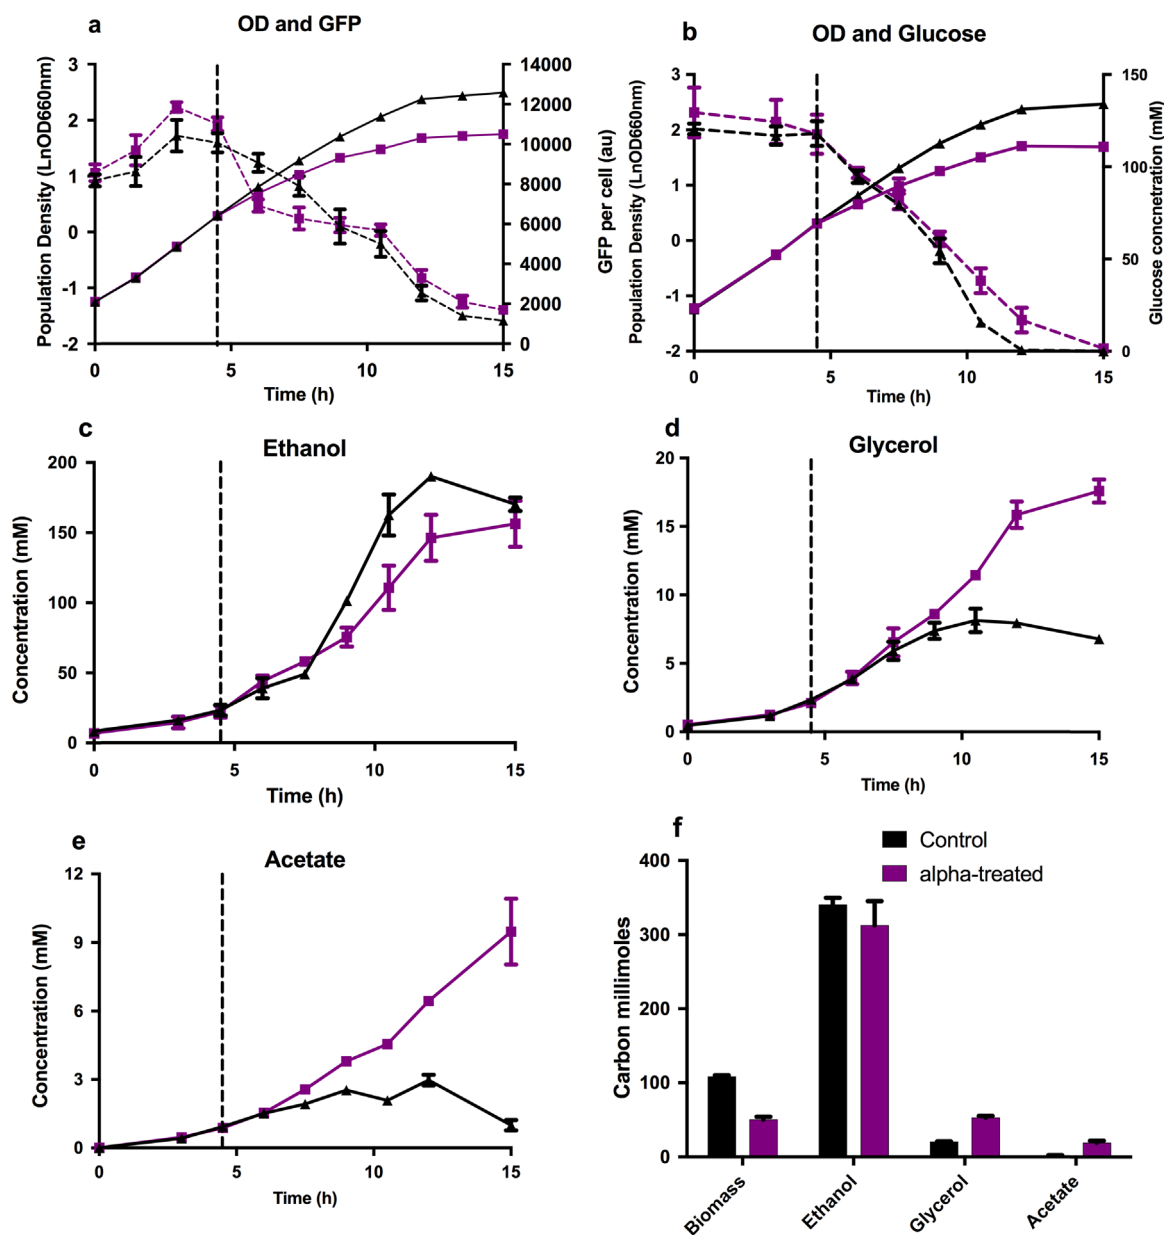 a
OD and GFP
Population Density (LnOD660nm)
3
2
1
0
-1
-2
14000
12000
10000
8000
6000
4000
2000
0
GFP per cell (au)
0 5 10 15
Time (h)
b
OD and Glucose
Population Density (LnOD660nm)
3
2
1
0
-1
-2
150
100
50
0
Glucose concnetration (mM)
0 5 10 15
Time (h)
c
Ethanol
Concentration (mM)
200
150
100
50
0
0 5 10 15
Time (h)
d
Glycerol
Concentration (mM)
20
15
10
5
0
0 5 10 15
Time (h)
e
Acetate
Concentration (mM)
12
9
6
3
0
0 5 10 15
Time (h)
f
Control
alpha-treated
Carbon millimoles
400
300
200
100
0
Biomass
Ethanol
Glycerol
Acetate